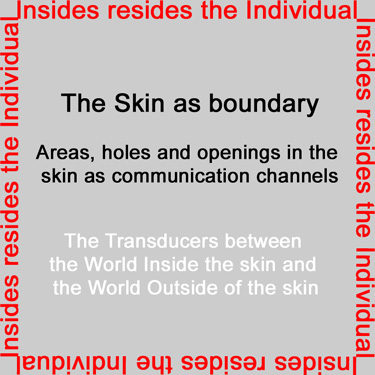 Insides resides the Individual
The Skin as boundary
Areas, holes and openings in the
skin as communication channels
The Transducers between
the World Inside the skin and
the World Outside of the skin
Insides resides the Individual
Insides resides the Individual
Insides resides the Individual